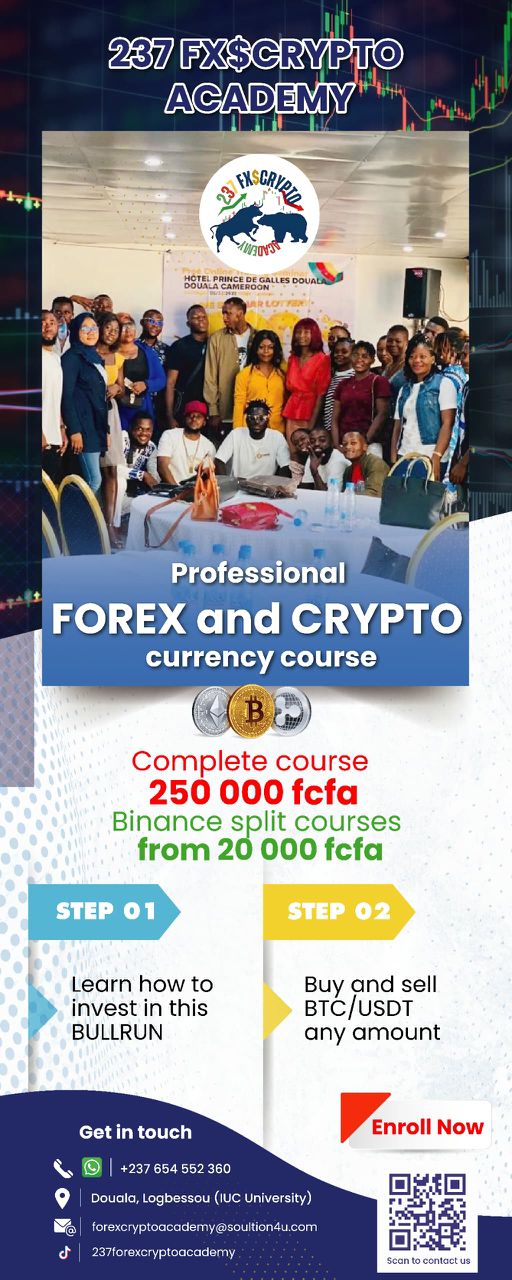 237 FX$CRYPTO
ACADEMY
237 FX$CRYPTO
ACADEMY
HÔTEL PRINCE DE GALLES DOUALA
DOUALA CAMEROON
Professional
FOREX and CRYPTO
currency course
Complete course
250 000 fcfa
Binance split courses
from 20 000 fcfa
STEP 01
Learn how to
invest in this
BULLRUN
STEP 02
Buy and sell
BTC/USDT
any amount
Enroll Now
Get in touch
+237 654 552 360
Douala, Logbessou (IUC University)
forexcryptoacademy@soultion4u.com
237forexcryptoacademy
Scan to contact us